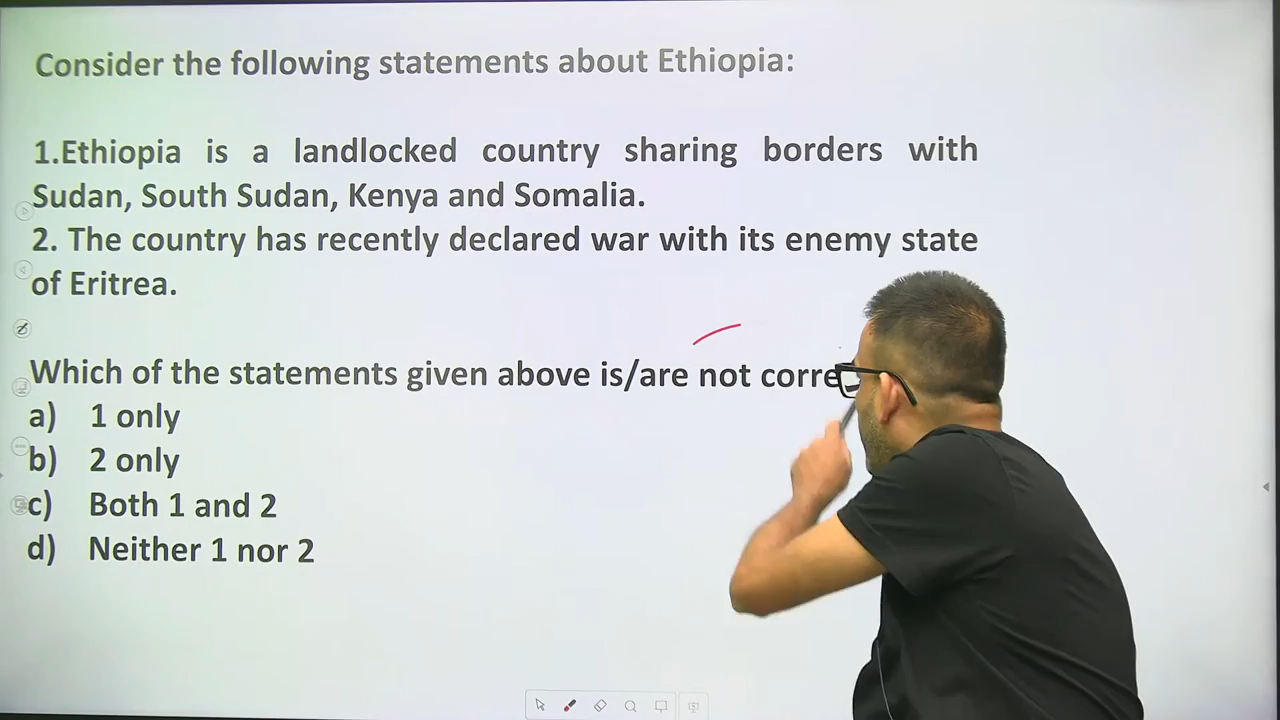 Consider the following statements about Ethiopia:
1.Ethiopia is a landlocked country sharing borders with
Sudan, South Sudan, Kenya and Somalia.
2. The country has recently declared war with its enemy state
of Eritrea.
Which of the statements given above is/are not corre
a) 1 only
b) 2 only
c) Both 1 and 2
d) Neither 1 nor 2